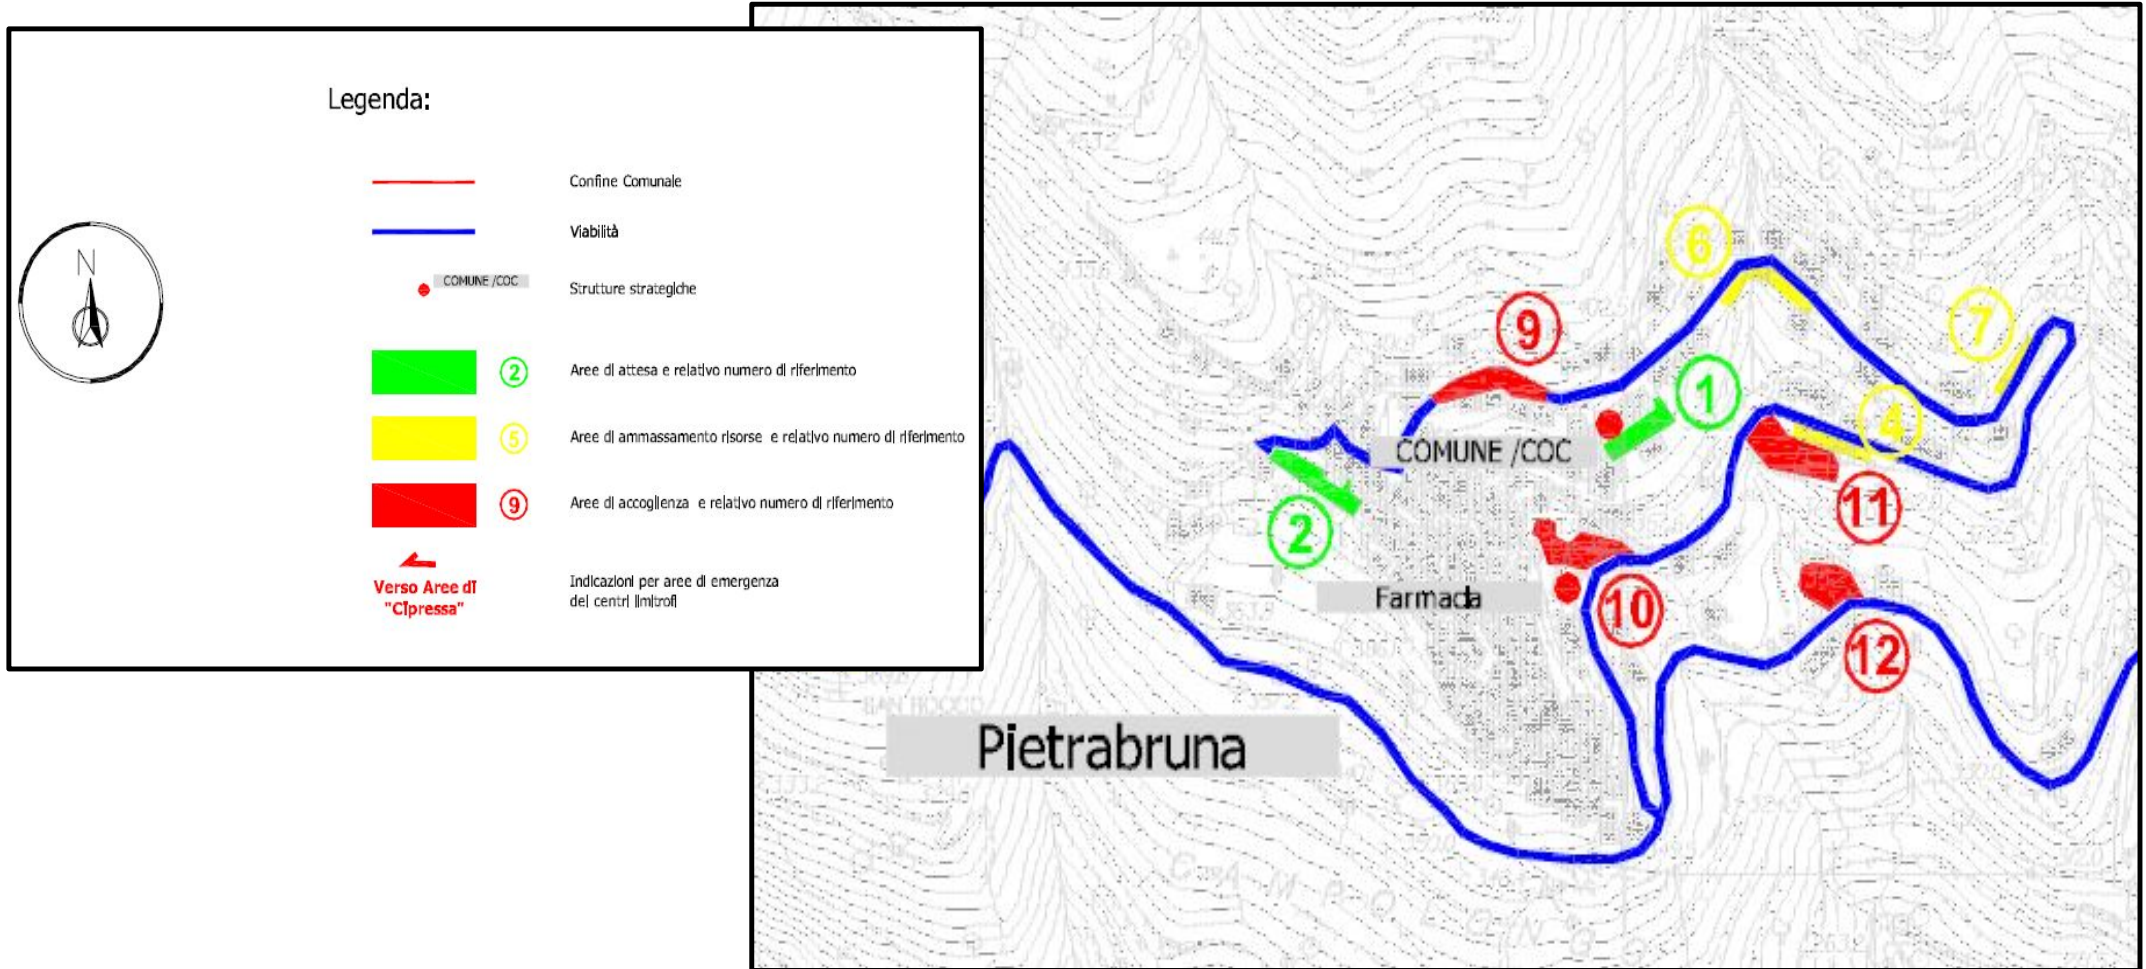 Legenda:
N
Confine Comunale
Viabilità
COMUNE /COC
Strutture strategiche
2
Aree di attesa e relativo numero di riferimento
5
Aree di ammassamento risorse e relativo numero di riferimento
9
Aree di accoglienza e relativo numero di riferimento
Verso Aree di
"Cipressa"
Indicazioni per aree di emergenza
dei centri limitrofi
6
7
9
1
4
COMUNE /COC
11
2
Farmacia
10
12
Pietrabruna